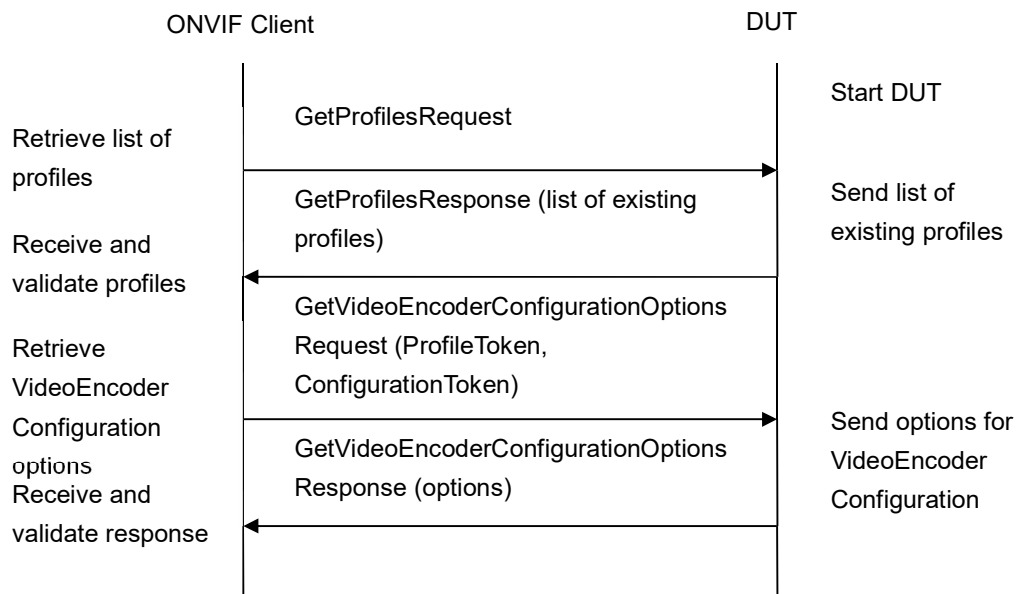 ONVIF Client
DUT
Start DUT
GetProfilesRequest
Retrieve list of
profiles
GetProfilesResponse (list of existing
profiles)
Send list of
existing profiles
Receive and
validate profiles
GetVideoEncoderConfigurationOptions
Request (ProfileToken,
ConfigurationToken)
Retrieve
VideoEncoder
Configuration
options
Send options for
VideoEncoder
Configuration
GetVideoEncoderConfigurationOptions
Response (options)
Receive and
validate response